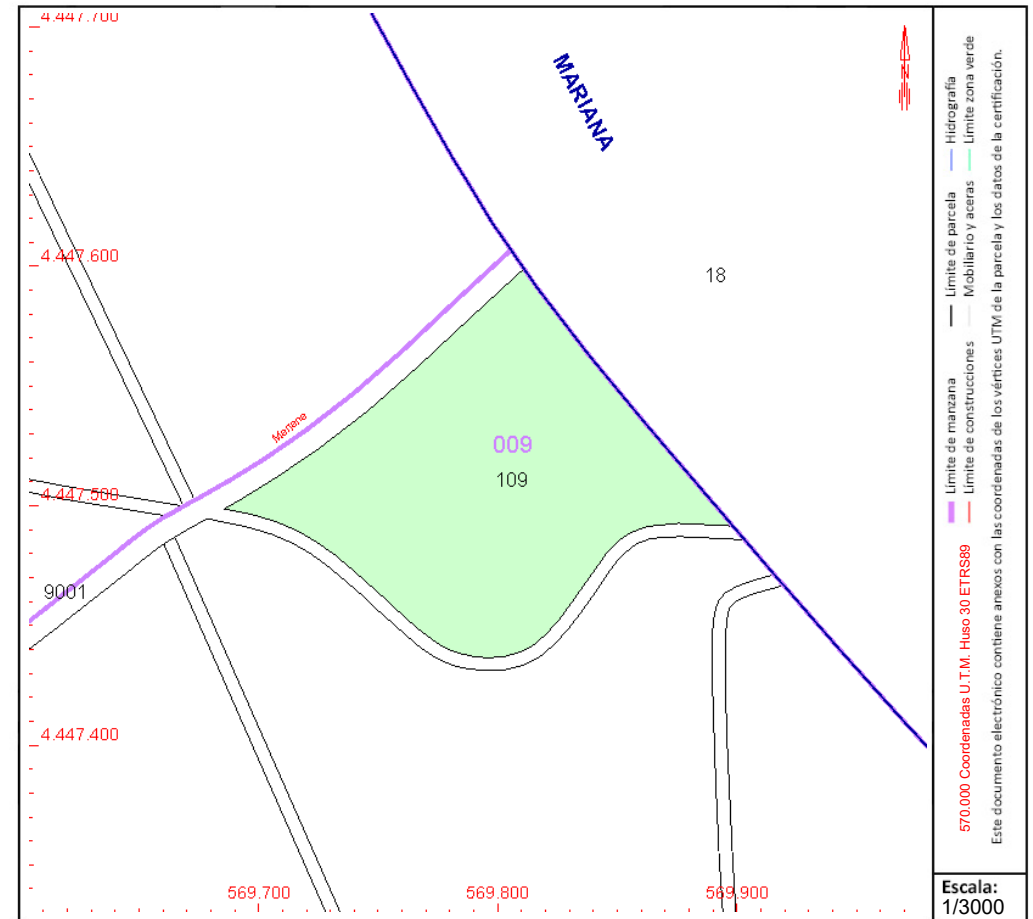 4.447.700
MARIANA
4.447.600
18
Mariana
009
109
4.447.500
9001
4.447.400
569.700
569.800
569.900
N
Límite de manzana
Límite de parcela
Hidrografía
Límite de construcciones
Mobiliario y aceras
Límite zona verde
570.000 Coordenadas U.T.M. Huso 30 ETRS89
Este documento electrónico contiene anexos con las coordenadas de los vértices UTM de la parcela y los datos de la certificación.
Escala:
1/3000